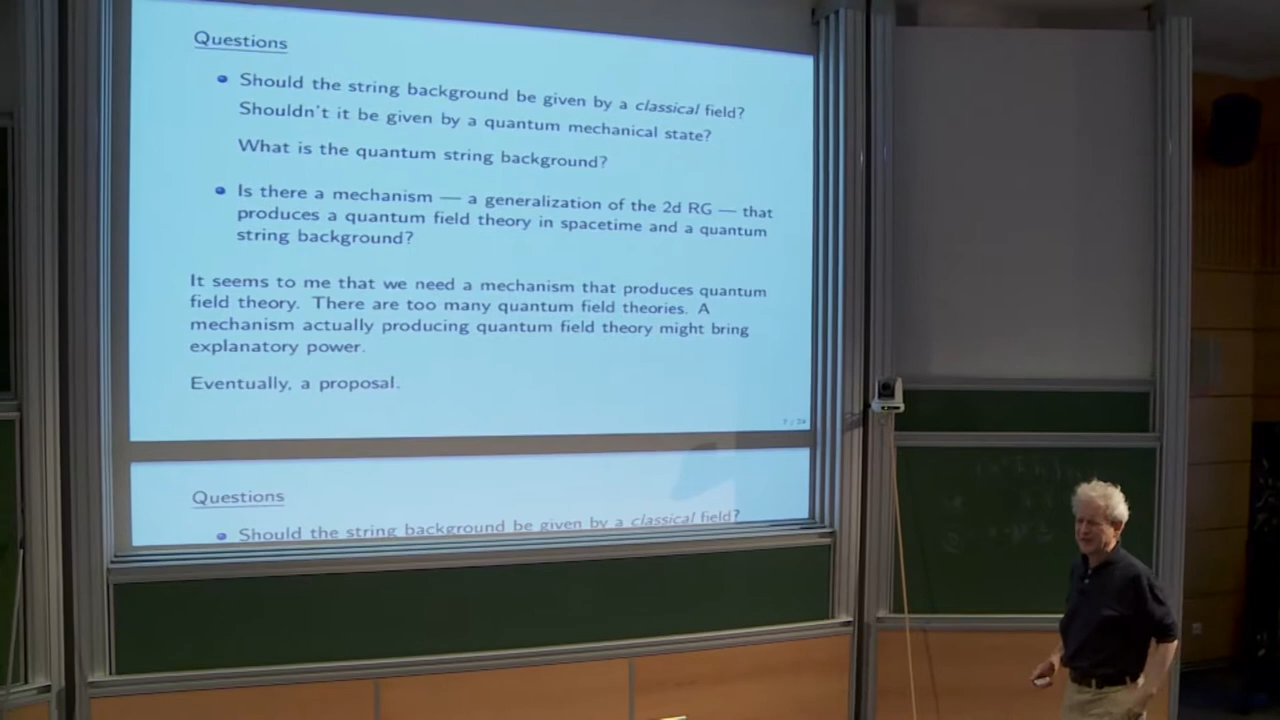 Questions
Should the string background be given by a classical field?
Shouldn't it be given by a quantum mechanical state?
What is the quantum string background?
Is there a mechanism — a generalization of the 2d RG — that
produces a quantum field theory in spacetime and a quantum
string background?
It seems to me that we need a mechanism that produces quantum
field theory. There are too many quantum field theories. A
mechanism actually producing quantum field theory might bring
explanatory power.
Eventually, a proposal.
7 / 24
Questions
Should the string background be given by a classical field?